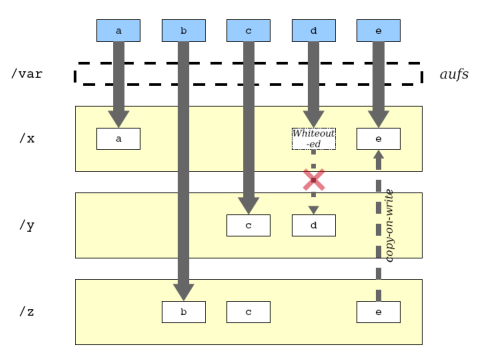 a b c d e
/var aufs
/x a Whiteout
-ed e
/y c d
copy-on-write
/z b c e